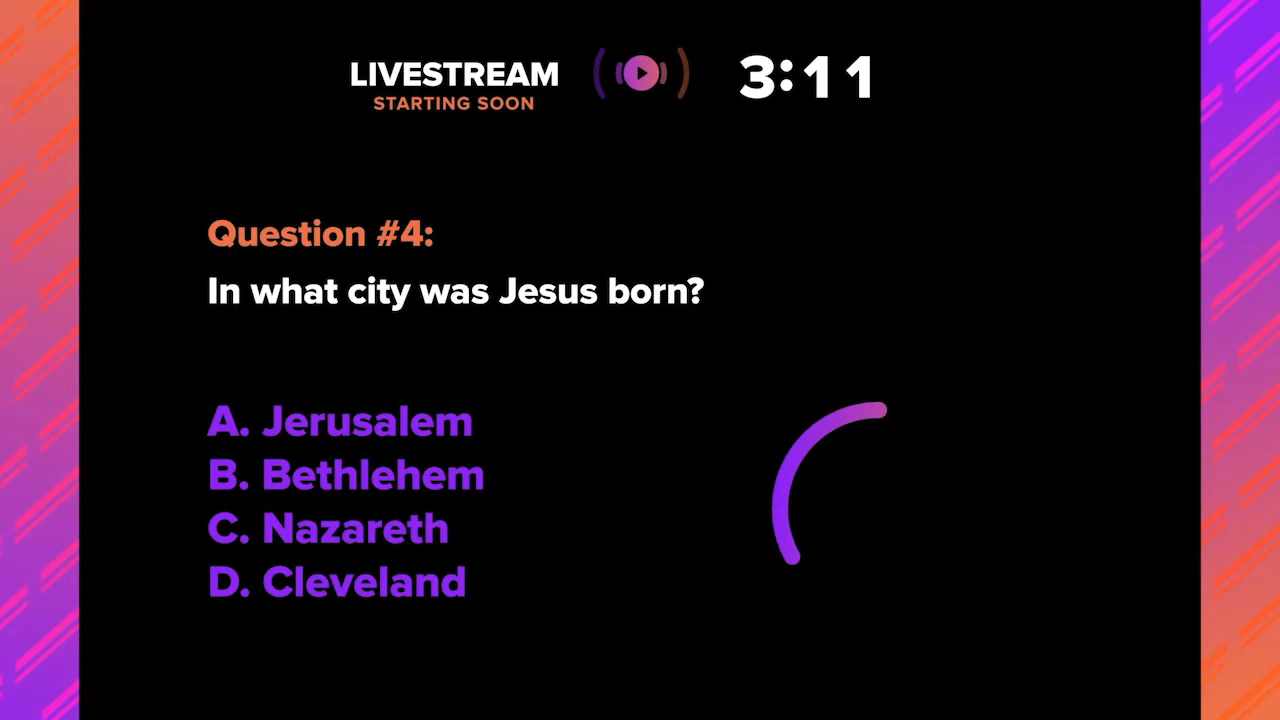 LIVESTREAM
STARTING SOON
3:11
Question #4:
In what city was Jesus born?
A. Jerusalem
B. Bethlehem
C. Nazareth
D. Cleveland